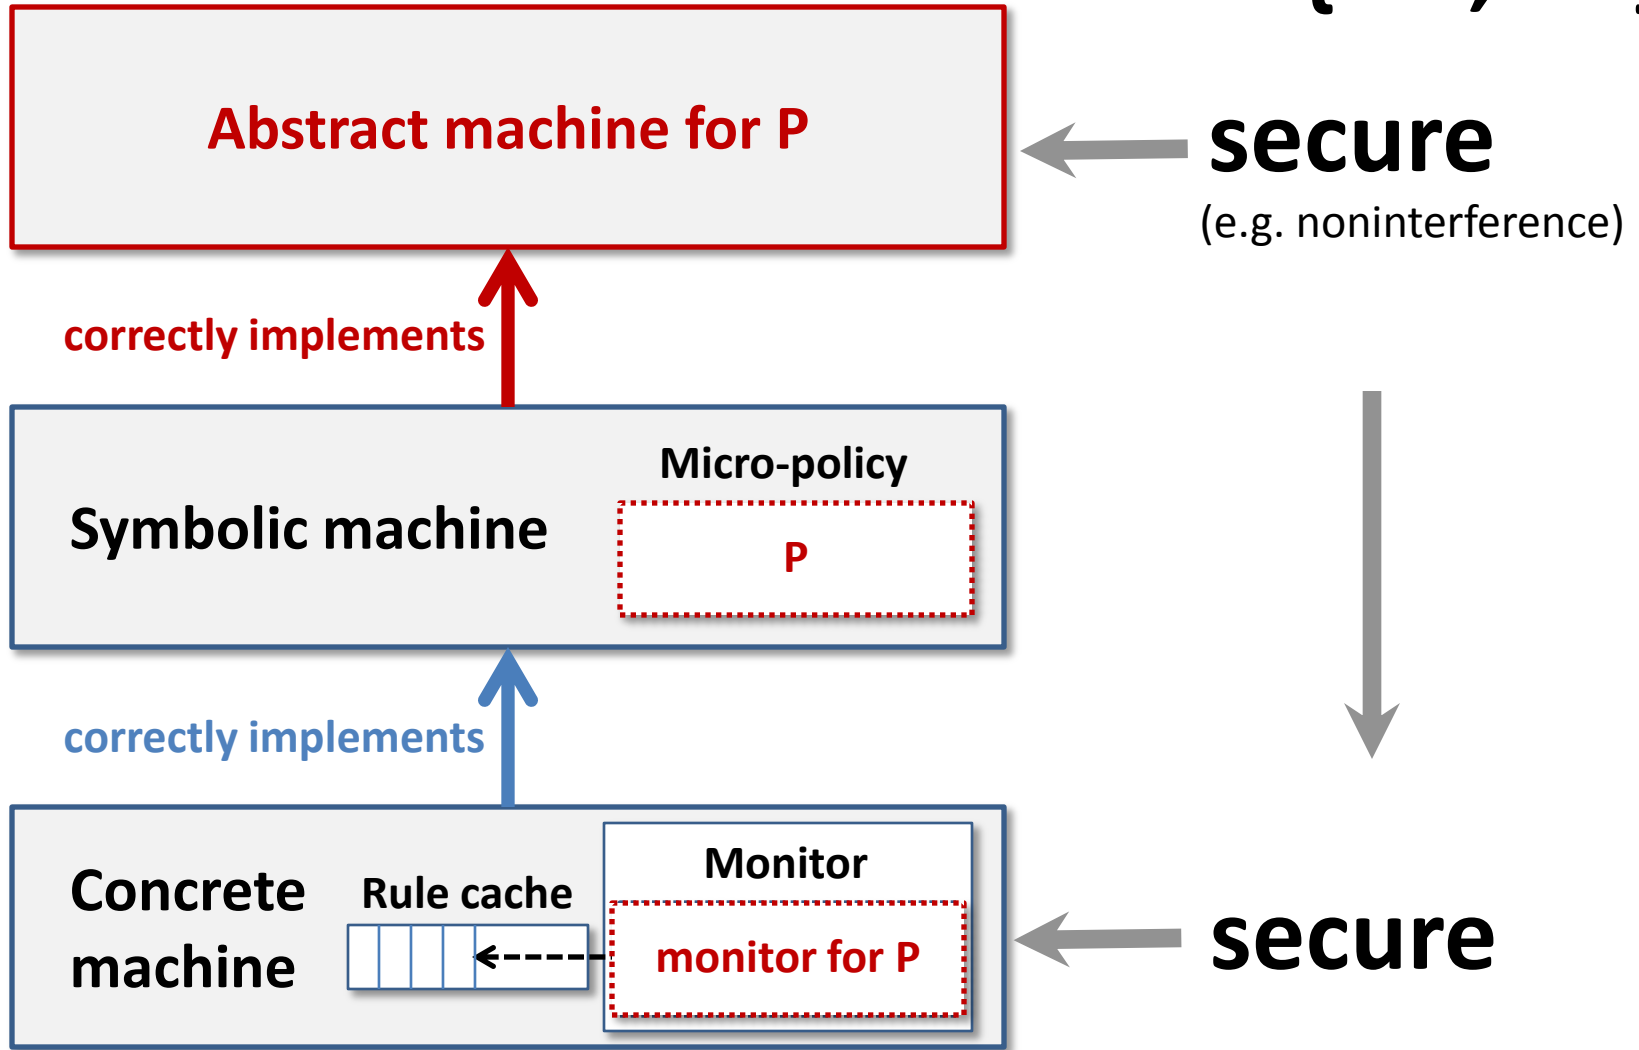 Abstract machine for P
secure
(e.g. noninterference)
correctly implements
Micro-policy
Symbolic machine
P
correctly implements
Monitor
Concrete
machine
Rule cache
monitor for P
secure